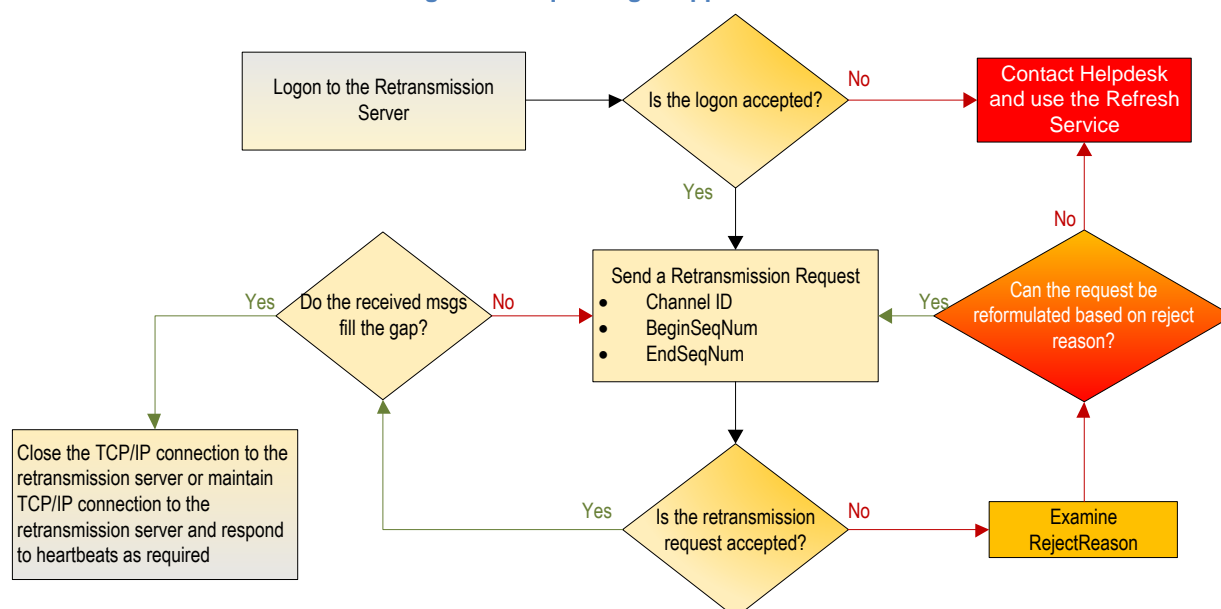 Logon to the Retransmission
Server
Is the logon accepted?
No
Contact Helpdesk
and use the Refresh
Service
Yes
No
Send a Retransmission Request
• Channel ID
• BeginSeqNum
• EndSeqNum
Yes
Do the received msgs
fill the gap?
No
Yes
Can the request be
reformulated based on reject
reason?
Close the TCP/IP connection to the
retransmission server or maintain
TCP/IP connection to the
retransmission server and respond
to heartbeats as required
Yes
Is the retransmission
request accepted?
No
Examine
RejectReason